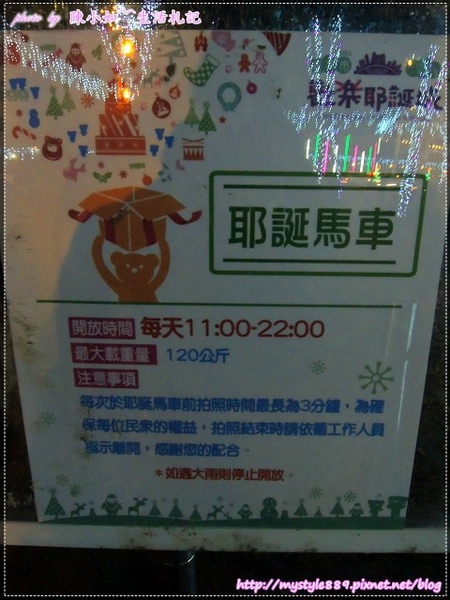 photo by 陳小姐~生活札記
歡樂耶誕城
耶誕馬車
開放時間 每天11:00-22:00
最大載重量 120公斤
注意事項
每次於耶誕馬車前拍照時間最長為3分鐘，為確
保每位民眾的權益，拍照結束時請依循工作人員
指示離開，感謝您的配合。
＊如遇大雨則停止開放。
http://mystyle889.pixnet.net/blog